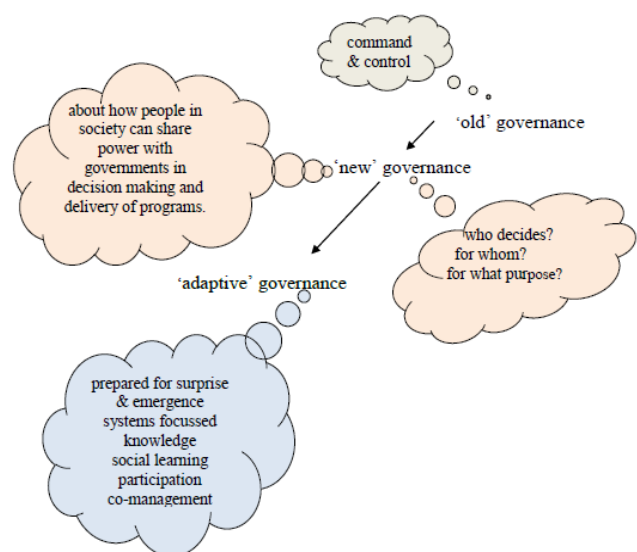 command
& control
'old' governance
about how people in
society can share
power with
governments in
decision making and
delivery of programs.
'new' governance
who decides?
for whom?
for what purpose?
'adaptive' governance
prepared for surprise
& emergence
systems focussed
knowledge
social learning
participation
co-management